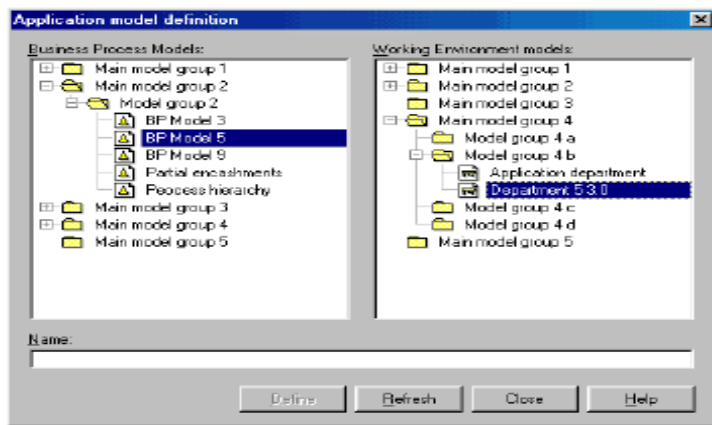 Application model definition
Business Process Models:
Main model group 1
Main model group 2
Model group 2
BP Model 3
BP Model 5
BP Model 9
Partial encashments
Peocess hierarchy
Main model group 3
Main model group 4
Main model group 5
Working Environment models:
Main model group 1
Main model group 2
Main model group 3
Main model group 4
Model group 4 a
Model group 4 b
Application department
Department 5.3.0
Model group 4 c
Model group 4 d
Main model group 5
Name:
Define Refresh Close Help